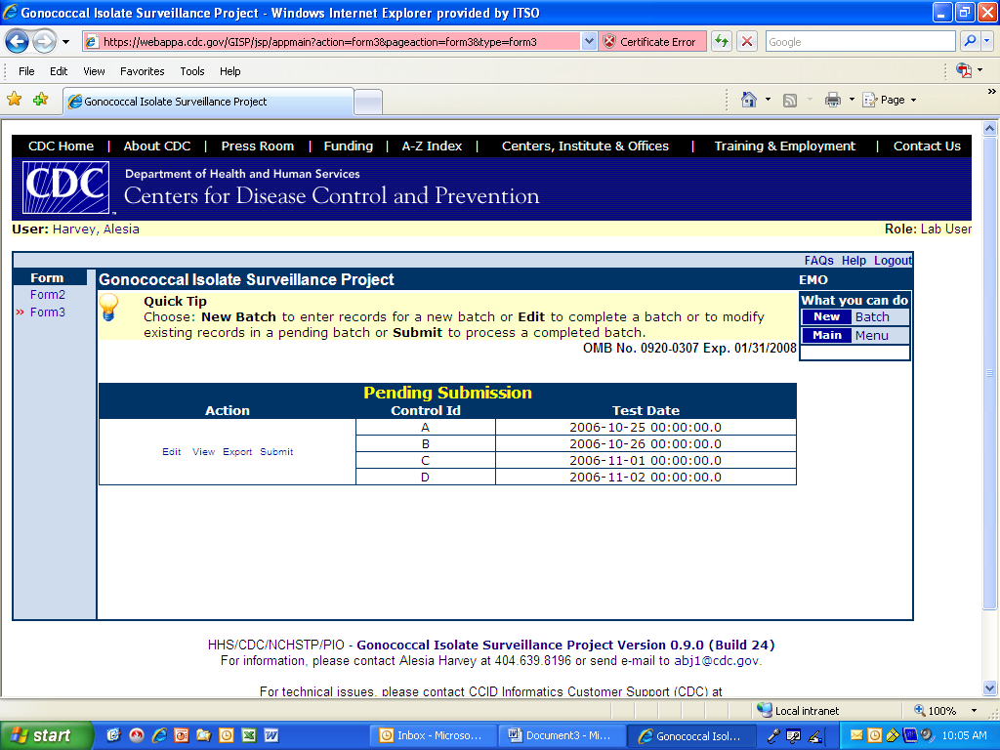 Gonococcal Isolate Surveillance Project - Windows Internet Explorer provided by ITSO
https://webappa.cdc.gov/GISP/jsp/appmain?action=form3&pageaction=form3&type=form3 Certificate Error Google
File Edit View Favorites Tools Help
Gonococcal Isolate Surveillance Project Page
CDC Home | About CDC | Press Room | Funding | A-Z Index | Centers, Institute & Offices | Training & Employment | Contact Us
CDC Department of Health and Human Services
Centers for Disease Control and Prevention
User: Harvey, Alesia Role: Lab User
FAQs Help Logout
Form Gonococcal Isolate Surveillance Project EMO
Form2 Quick Tip What you can do
» Form3 Choose: New Batch to enter records for a new batch or Edit to complete a batch or to modify New Batch
existing records in a pending batch or Submit to process a completed batch. Main Menu
OMB No. 0920-0307 Exp. 01/31/2008
Pending Submission
Action Control Id Test Date
A 2006-10-25 00:00:00.0
B 2006-10-26 00:00:00.0
Edit View Export Submit
C 2006-11-01 00:00:00.0
D 2006-11-02 00:00:00.0
HHS/CDC/NCHSTP/PIO - Gonococcal Isolate Surveillance Project Version 0.9.0 (Build 24)
For information, please contact Alesia Harvey at 404.639.8196 or send e-mail to abj1@cdc.gov.
For technical issues, please contact CCID Informatics Customer Support (CDC) at
Local intranet 100%
start Inbox - Microso... Document3 - Mi... Gonococcal Isol... 10:05 AM